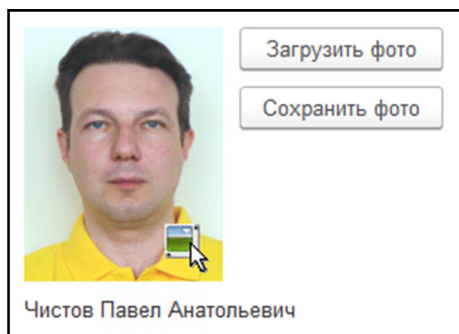 Загрузить фото
Сохранить фото
Чистов Павел Анатольевич